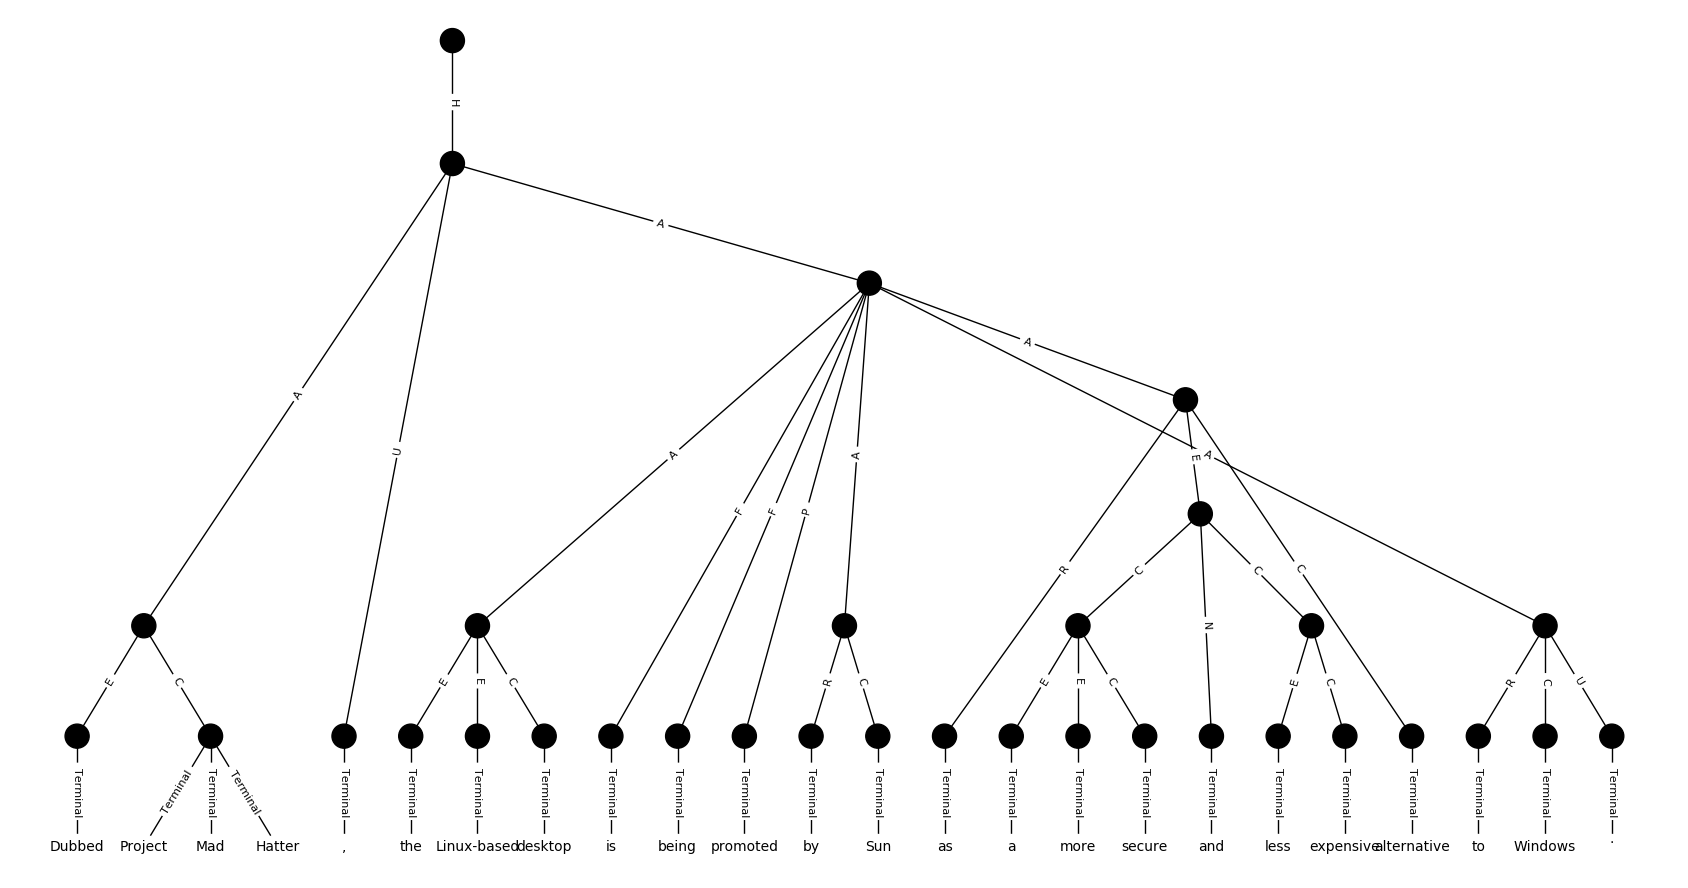 H
A
A
U
A
A
A
F
F
P
A
E
A
R
C
C
C
N
E
C
E
E
C
R
C
E
E
C
E
C
R
C
U
Terminal Terminal Terminal Terminal Terminal Terminal Terminal Terminal Terminal Terminal Terminal Terminal Terminal Terminal Terminal Terminal Terminal Terminal Terminal Terminal Terminal Terminal Terminal Terminal
Dubbed Project Mad Hatter , the Linux-based desktop is being promoted by Sun as a more secure and less expensive alternative to Windows .